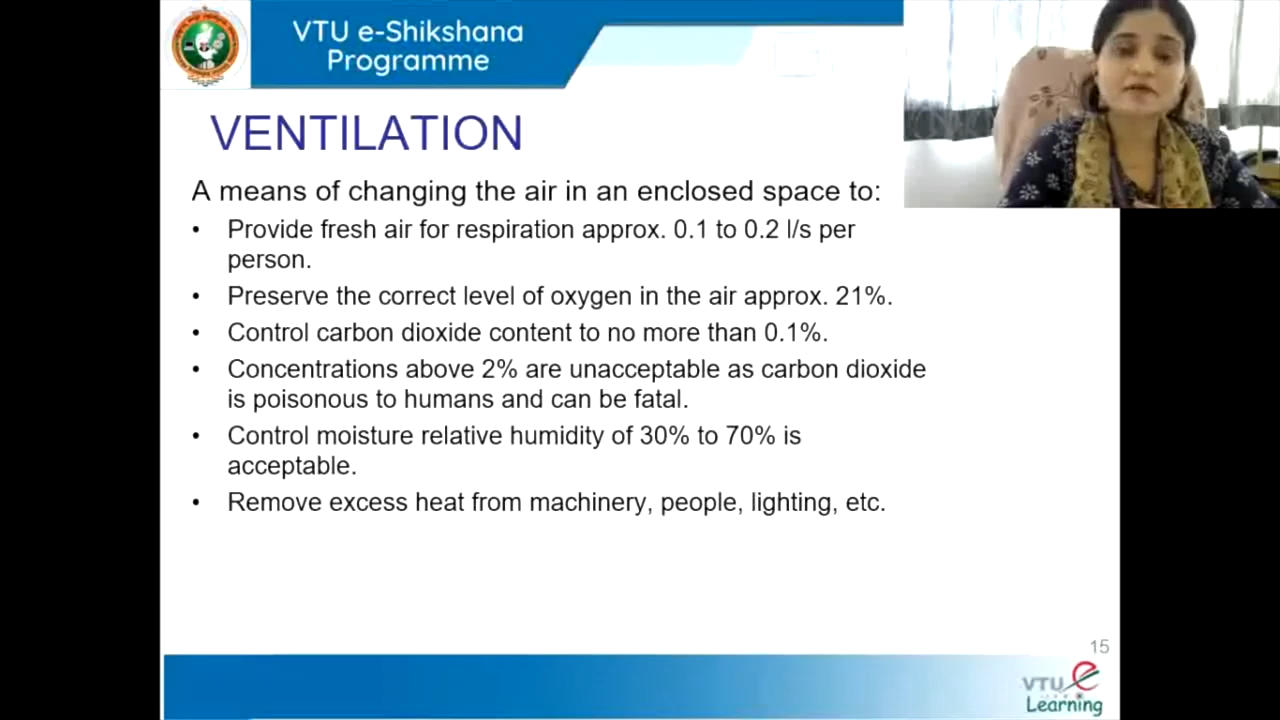 VTU e-Shikshana
Programme
VENTILATION
A means of changing the air in an enclosed space to:
• Provide fresh air for respiration approx. 0.1 to 0.2 l/s per
person.
• Preserve the correct level of oxygen in the air approx. 21%.
• Control carbon dioxide content to no more than 0.1%.
• Concentrations above 2% are unacceptable as carbon dioxide
is poisonous to humans and can be fatal.
• Control moisture relative humidity of 30% to 70% is
acceptable.
• Remove excess heat from machinery, people, lighting, etc.
15
VTU e
Learning